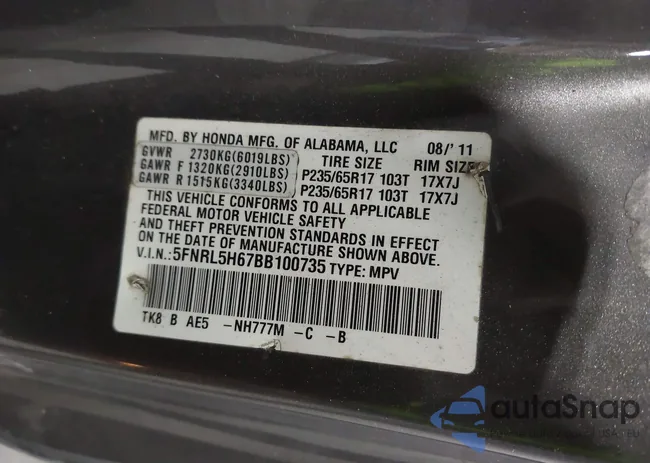 MFD. BY HONDA MFG. OF ALABAMA, LLC 08/'11
GVWR 2730KG(6019LBS) TIRE SIZE RIM SIZE
GAWR F 1320KG(2910LBS) P235/65R17 103T 17X7J
GAWR R 1515KG(3340LBS) P235/65R17 103T 17X7J
THIS VEHICLE CONFORMS TO ALL APPLICABLE
FEDERAL MOTOR VEHICLE SAFETY
AND THEFT PREVENTION STANDARDS IN EFFECT
ON THE DATE OF MANUFACTURE SHOWN ABOVE.
V.I.N.: 5FNRL5H67BB100735 TYPE: MPV
TK8 B AE5 -NH777M -C -B
autoSnap